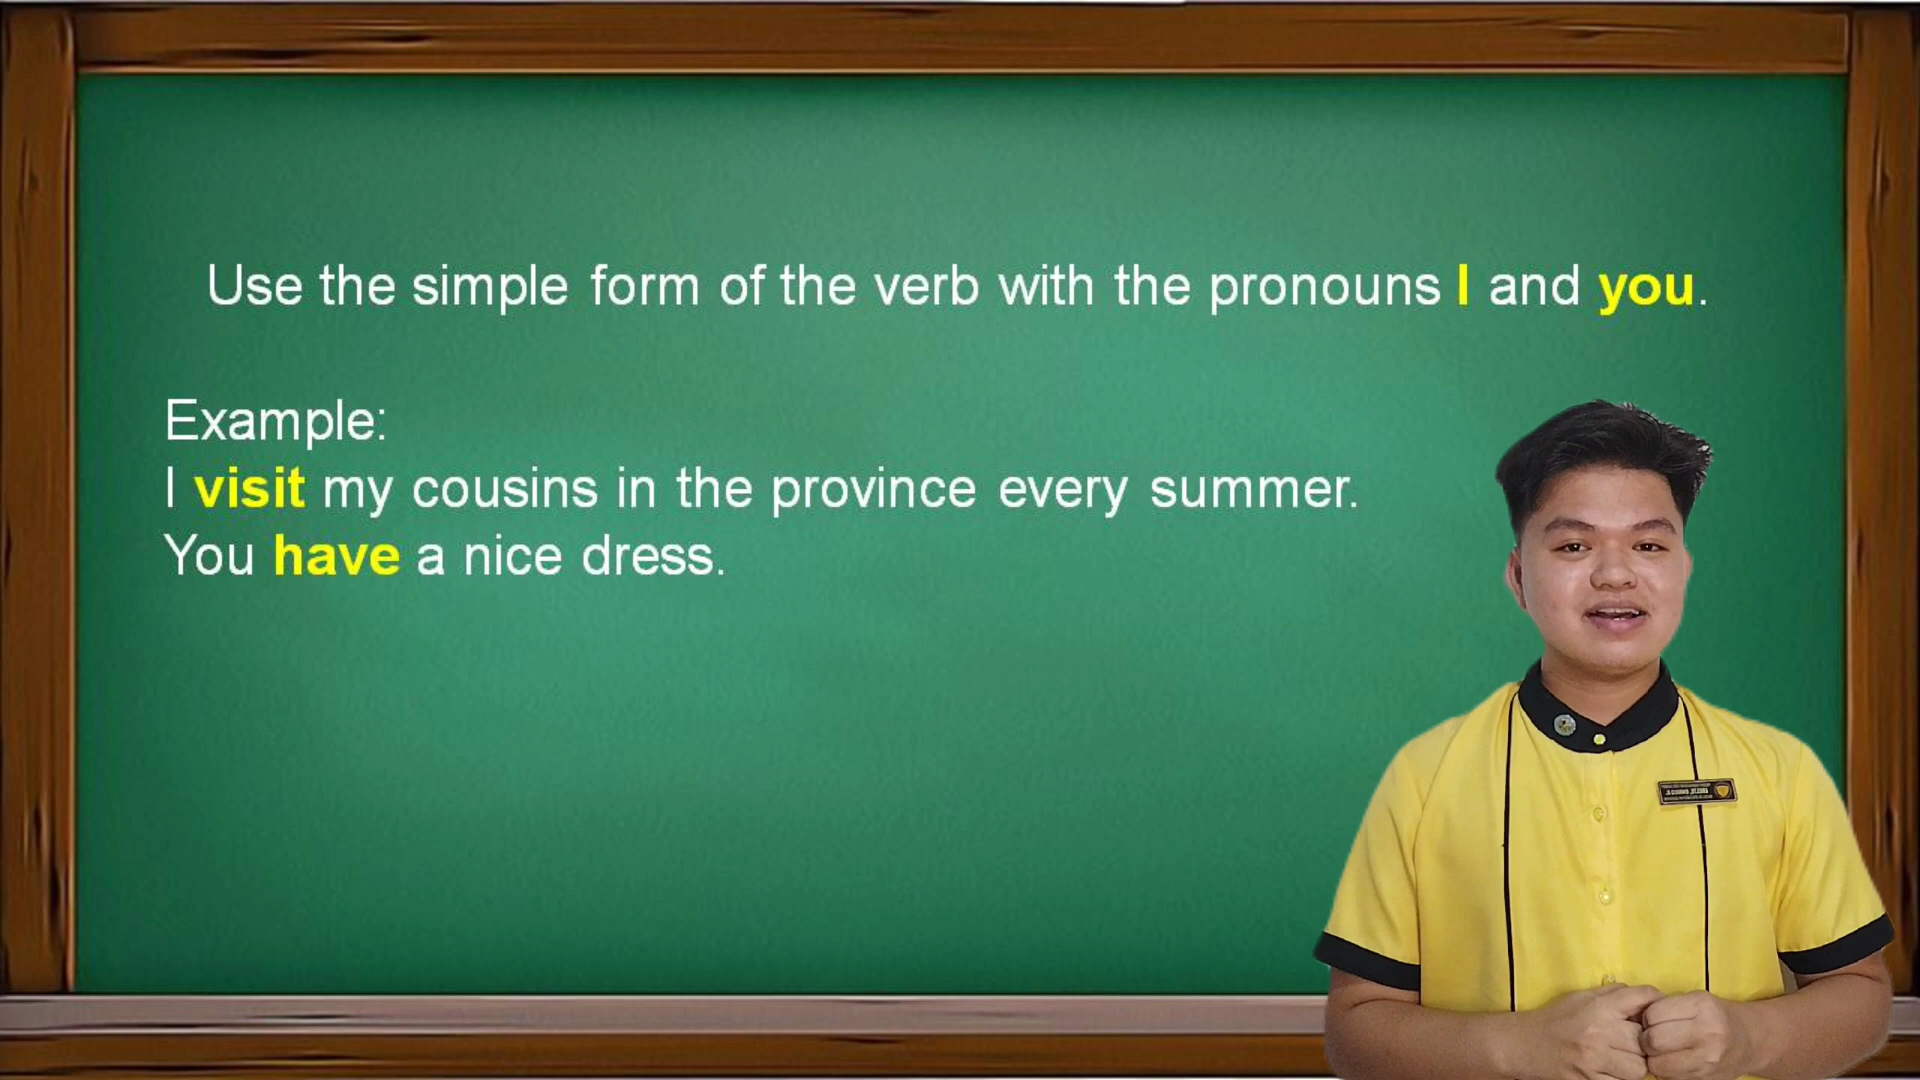 Use the simple form of the verb with the pronouns I and you.
Example:
I visit my cousins in the province every summer.
You have a nice dress.